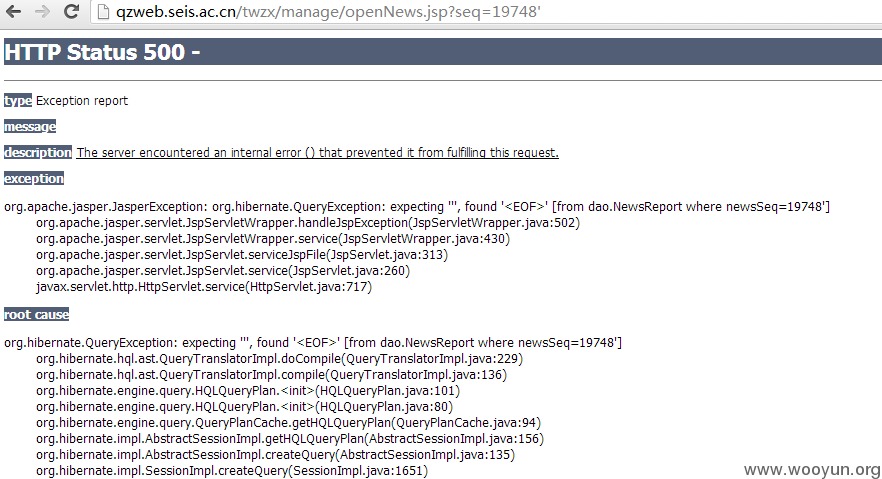 qzweb.seis.ac.cn/twzx/manage/openNews.jsp?seq=19748'
HTTP Status 500 -
type Exception report
message
description The server encountered an internal error () that prevented it from fulfilling this request.
exception
org.apache.jasper.JasperException: org.hibernate.QueryException: expecting ''', found '<EOF>' [from dao.NewsReport where newsSeq=19748']
org.apache.jasper.servlet.JspServletWrapper.handleJspException(JspServletWrapper.java:502)
org.apache.jasper.servlet.JspServletWrapper.service(JspServletWrapper.java:430)
org.apache.jasper.servlet.JspServlet.serviceJspFile(JspServlet.java:313)
org.apache.jasper.servlet.JspServlet.service(JspServlet.java:260)
javax.servlet.http.HttpServlet.service(HttpServlet.java:717)
root cause
org.hibernate.QueryException: expecting ''', found '<EOF>' [from dao.NewsReport where newsSeq=19748']
org.hibernate.hql.ast.QueryTranslatorImpl.doCompile(QueryTranslatorImpl.java:229)
org.hibernate.hql.ast.QueryTranslatorImpl.compile(QueryTranslatorImpl.java:136)
org.hibernate.engine.query.HQLQueryPlan.<init>(HQLQueryPlan.java:101)
org.hibernate.engine.query.HQLQueryPlan.<init>(HQLQueryPlan.java:80)
org.hibernate.engine.query.QueryPlanCache.getHQLQueryPlan(QueryPlanCache.java:94)
org.hibernate.impl.AbstractSessionImpl.getHQLQueryPlan(AbstractSessionImpl.java:156)
org.hibernate.impl.AbstractSessionImpl.createQuery(AbstractSessionImpl.java:135)
org.hibernate.impl.SessionImpl.createQuery(SessionImpl.java:1651)
www.wooyun.org